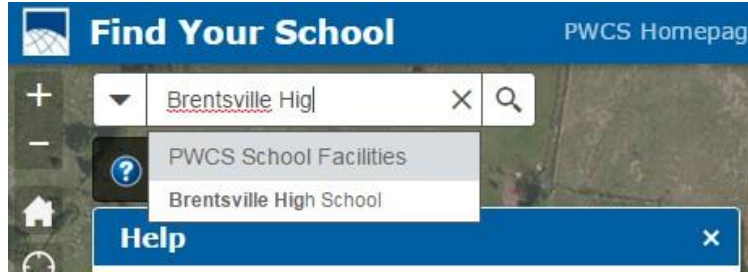 Find Your School
PWCS Homepag
Brentsville Hig
PWCS School Facilities
Brentsville High School
Help